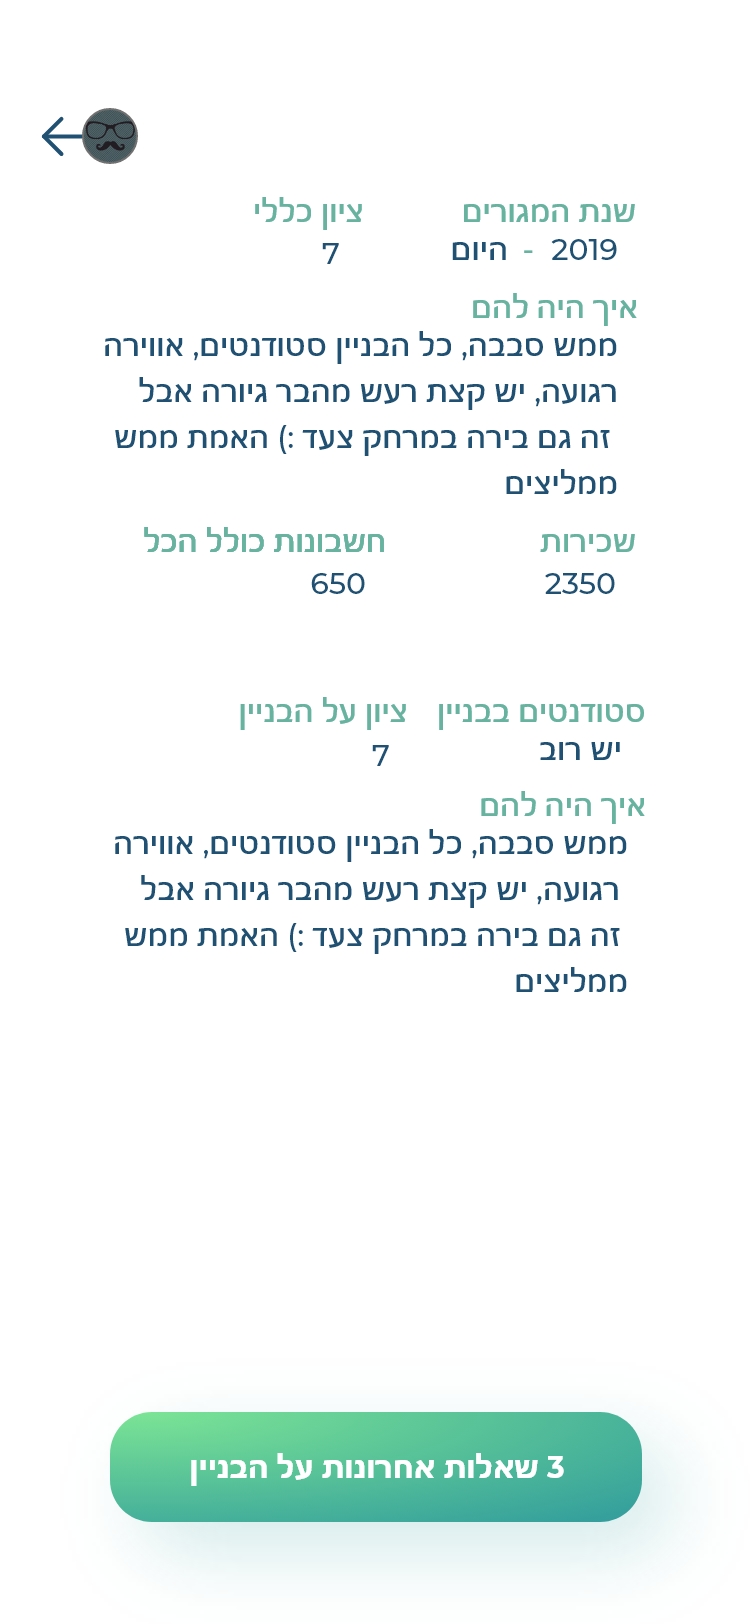 שנת המגורים ציון כללי
2019 - היום 7
איך היה להם
ממש סבבה, כל הבניין סטודנטים, אווירה
רגועה, יש קצת רעש מהבר גיורה אבל
זה גם בירה במרחק צעד :) האמת ממש
ממליצים
שכירות חשבונות כולל הכל
2350 650
סטודנטים בבניין ציון על הבניין
יש רוב 7
איך היה להם
ממש סבבה, כל הבניין סטודנטים, אווירה
רגועה, יש קצת רעש מהבר גיורה אבל
זה גם בירה במרחק צעד :) האמת ממש
ממליצים
3 שאלות אחרונות על הבניין